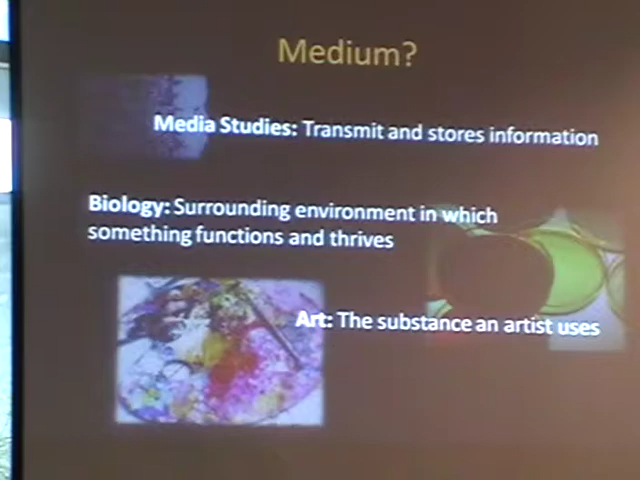 Medium?
Media Studies: Transmit and stores information
Biology: Surrounding environment in which
something functions and thrives
Art: The substance an artist uses